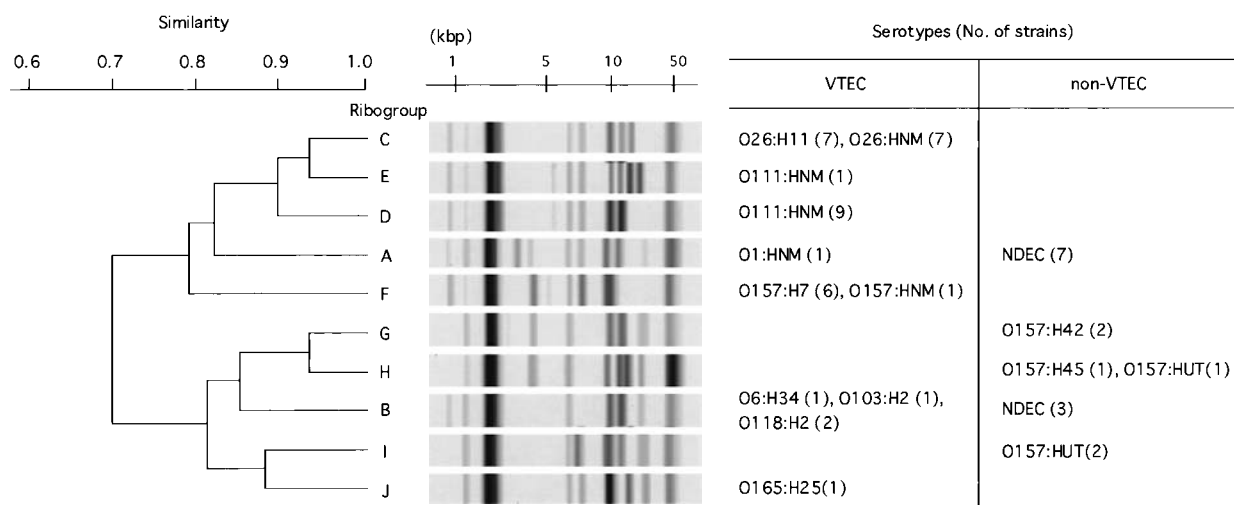 Similarity
(kbp)
Serotypes (No. of strains)
0.6 0.7 0.8 0.9 1.0
1 5 10 50
VTEC non-VTEC
Ribogroup
C O26:H11 (7), O26:HNM (7)
E O111:HNM (1)
D O111:HNM (9)
A O1:HNM (1) NDEC (7)
F O157:H7 (6), O157:HNM (1)
G O157:H42 (2)
H O157:H45 (1), O157:HUT(1)
B O6:H34 (1), O103:H2 (1), NDEC (3)
O118:H2 (2)
I O157:HUT(2)
J O165:H25(1)